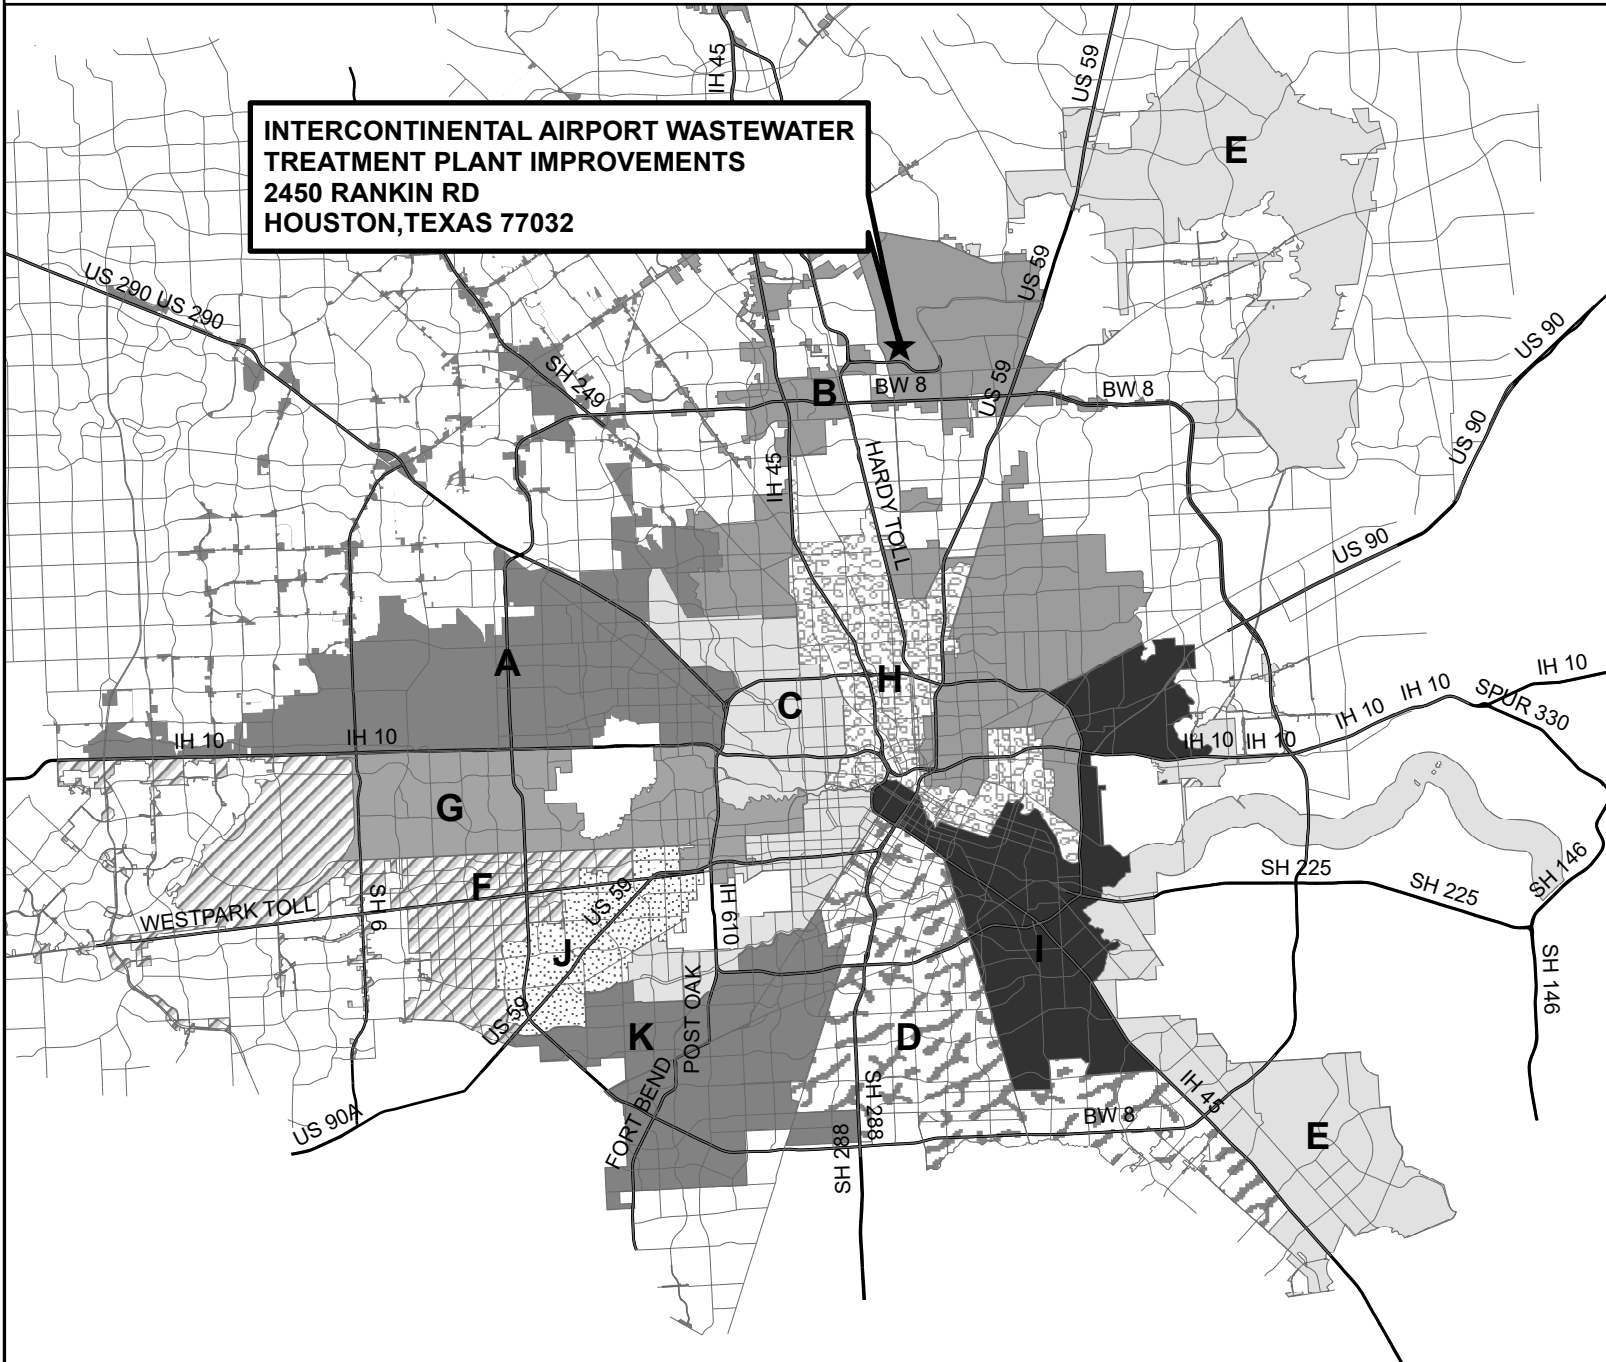 IH 45
US 59
INTERCONTINENTAL AIRPORT WASTEWATER
TREATMENT PLANT IMPROVEMENTS
2450 RANKIN RD
HOUSTON,TEXAS 77032
E
US 290 US 290
US 59
US 90
SH 249
B
BW 8
US 59
BW 8
US 90
IH 45
HARDY TOLL
US 90
A
H
C
IH 10
IH 10
IH 10
IH 10
IH 10
IH 10
IH 10
SPUR 330
G
F
SH 6
WESTPARK TOLL
US 59
IH 610
SH 225
SH 225
SH 146
J
I
SH 146
US 59
K
POST OAK
D
FORT BEND
SH 288
IH 45
BW 8
US 90A
SH 288
E